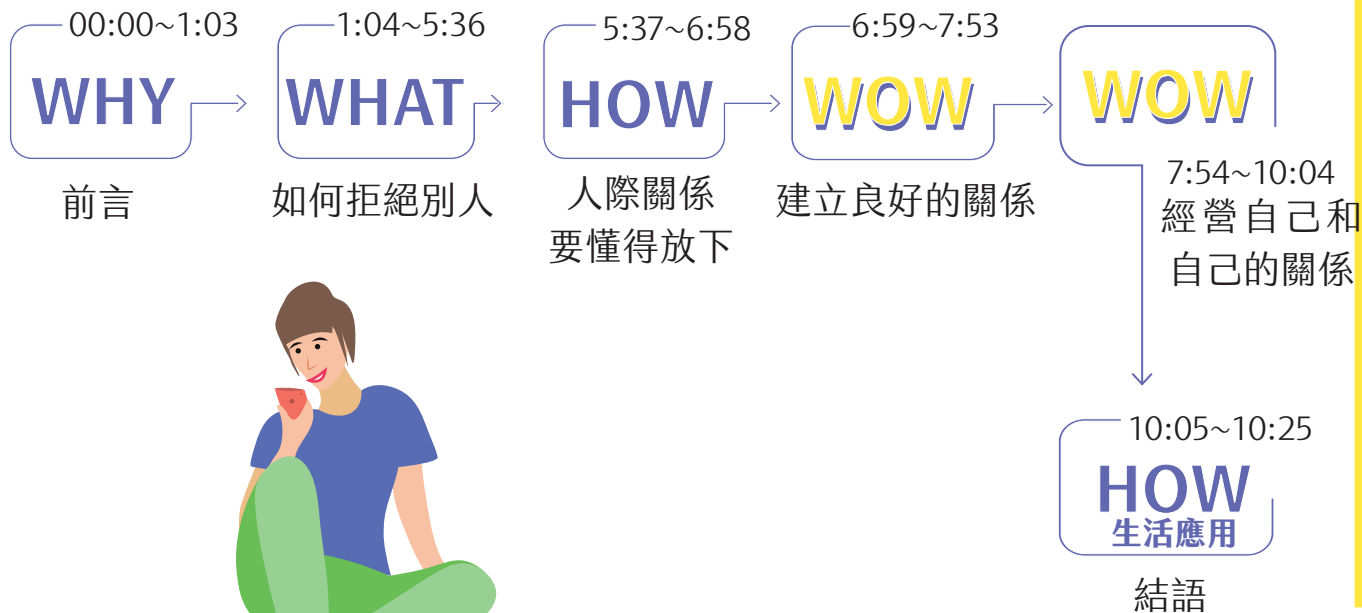 00:00~1:03
WHY
前言
1:04~5:36
WHAT
如何拒絕別人
5:37~6:58
HOW
人際關係
要懂得放下
6:59~7:53
WOW
建立良好的關係
WOW
7:54~10:04
經營自己和
自己的關係
10:05~10:25
HOW
生活應用
結語